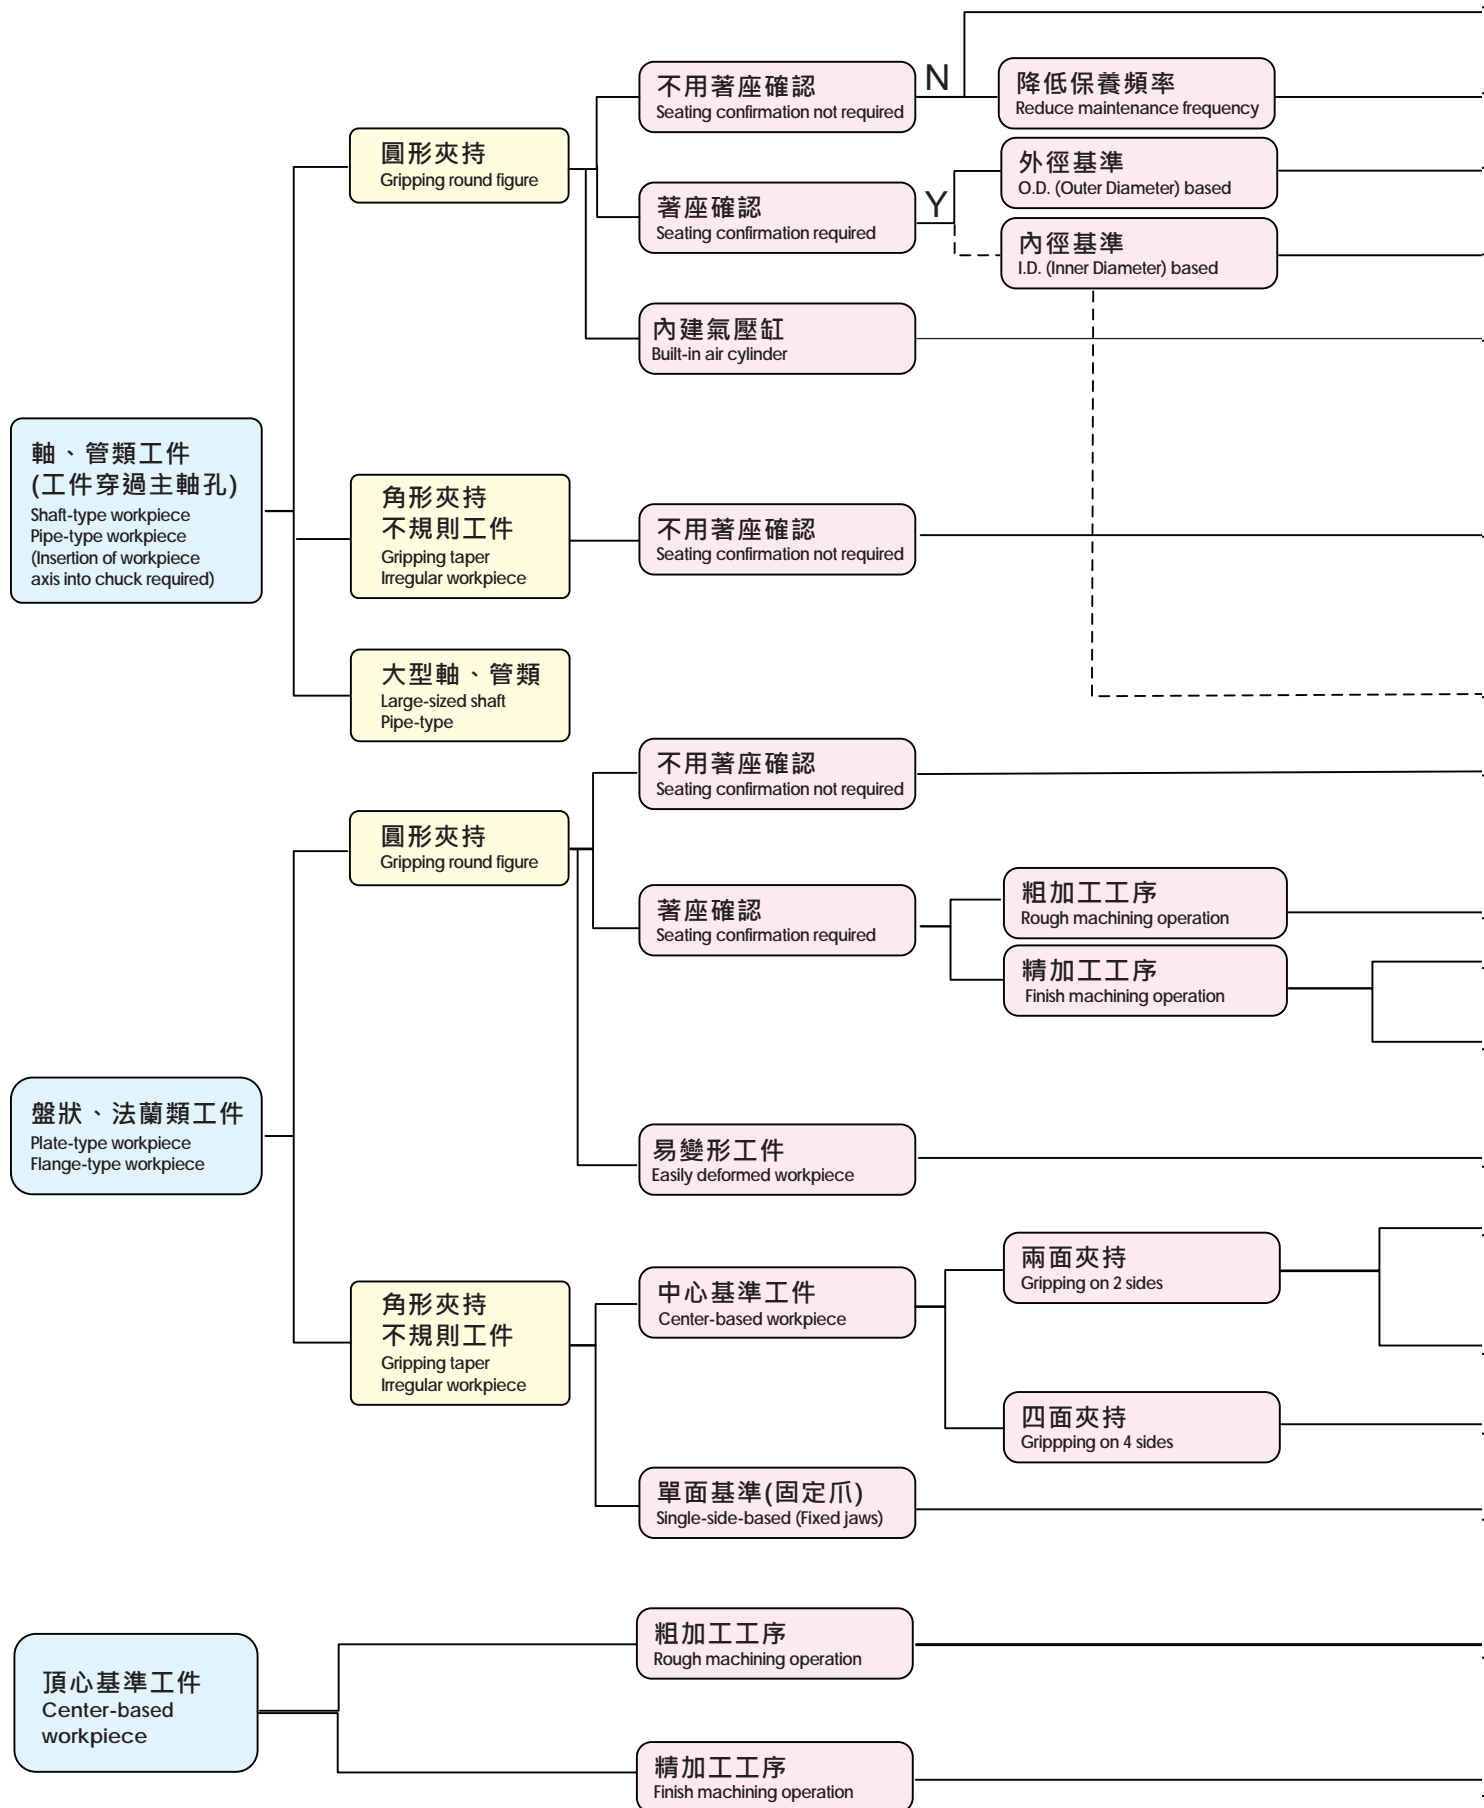 不用著座確認
Seating confirmation not required
N
降低保養頻率
Reduce maintenance frequency
圓形夾持
Gripping round figure
外徑基準
O.D. (Outer Diameter) based
著座確認
Seating confirmation required
Y
內徑基準
I.D. (Inner Diameter) based
內建氣壓缸
Built-in air cylinder
軸、管類工件
(工件穿過主軸孔)
Shaft-type workpiece
Pipe-type workpiece
(Insertion of workpiece
axis into chuck required)
角形夾持
不規則工件
Gripping taper
Irregular workpiece
不用著座確認
Seating confirmation not required
大型軸、管類
Large-sized shaft
Pipe-type
不用著座確認
Seating confirmation not required
圓形夾持
Gripping round figure
著座確認
Seating confirmation required
粗加工工序
Rough machining operation
精加工工序
Finish machining operation
盤狀、法蘭類工件
Plate-type workpiece
Flange-type workpiece
易變形工件
Easily deformed workpiece
角形夾持
不規則工件
Gripping taper
Irregular workpiece
中心基準工件
Center-based workpiece
兩面夾持
Gripping on 2 sides
四面夾持
Grippping on 4 sides
單面基準(固定爪)
Single-side-based (Fixed jaws)
頂心基準工件
Center-based
workpiece
粗加工工序
Rough machining operation
精加工工序
Finish machining operation